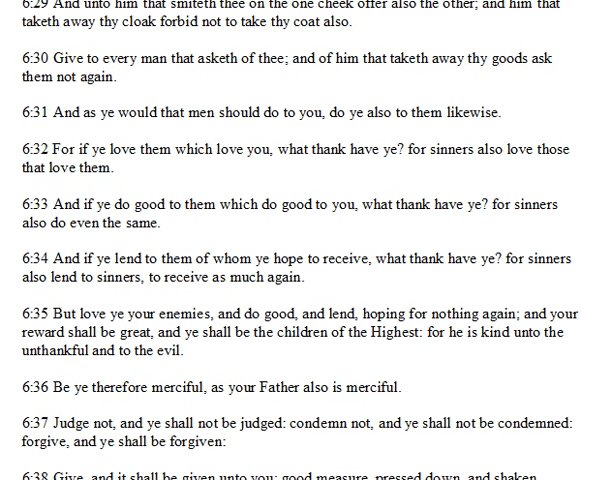 6:29 And unto him that smiteth thee on the one cheek offer also the other; and him that
taketh away thy cloak forbid not to take thy coat also.
6:30 Give to every man that asketh of thee; and of him that taketh away thy goods ask
them not again.
6:31 And as ye would that men should do to you, do ye also to them likewise.
6:32 For if ye love them which love you, what thank have ye? for sinners also love those
that love them.
6:33 And if ye do good to them which do good to you, what thank have ye? for sinners
also do even the same.
6:34 And if ye lend to them of whom ye hope to receive, what thank have ye? for sinners
also lend to sinners, to receive as much again.
6:35 But love ye your enemies, and do good, and lend, hoping for nothing again; and your
reward shall be great, and ye shall be the children of the Highest: for he is kind unto the
unthankful and to the evil.
6:36 Be ye therefore merciful, as your Father also is merciful.
6:37 Judge not, and ye shall not be judged: condemn not, and ye shall not be condemned:
forgive, and ye shall be forgiven:
6:38 Give, and it shall be given unto you; good measure, pressed down, and shaken